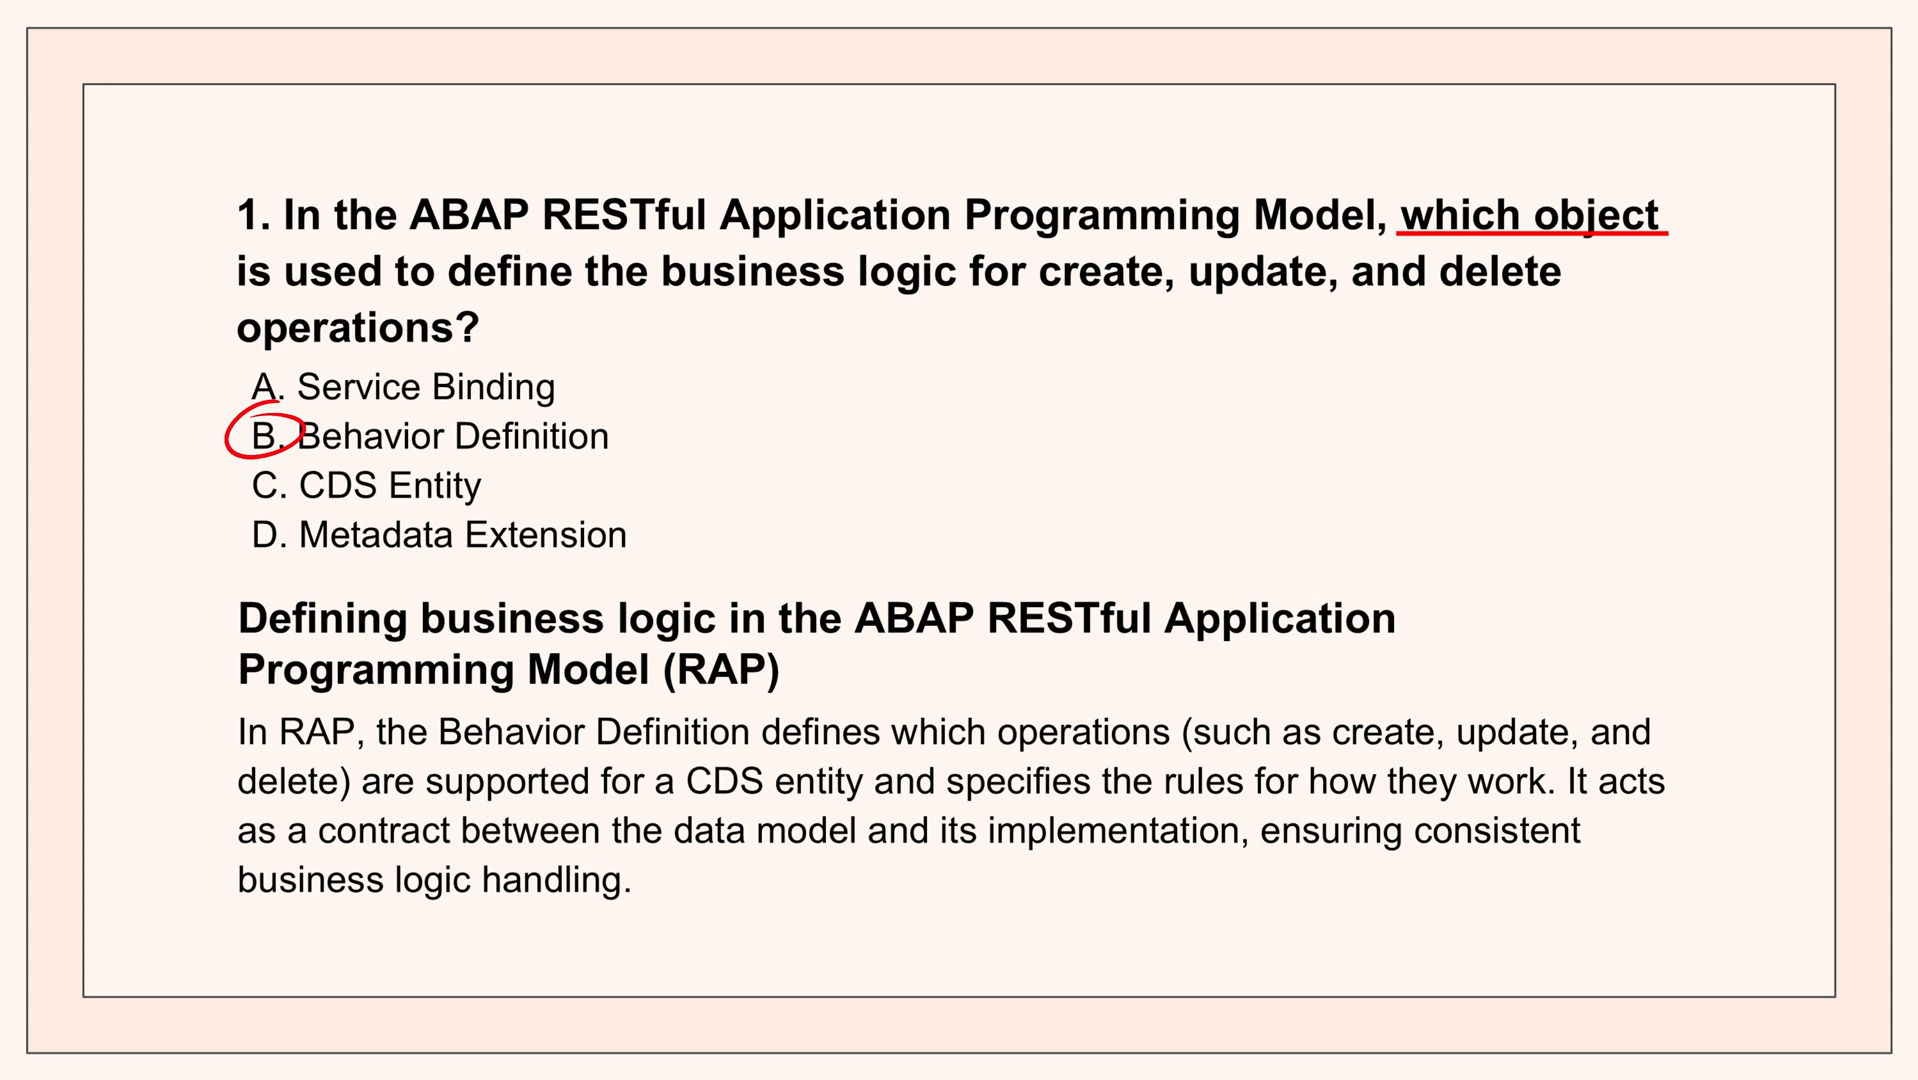 1. In the ABAP RESTful Application Programming Model, which object
is used to define the business logic for create, update, and delete
operations?
A. Service Binding
B. Behavior Definition
C. CDS Entity
D. Metadata Extension
Defining business logic in the ABAP RESTful Application
Programming Model (RAP)
In RAP, the Behavior Definition defines which operations (such as create, update, and
delete) are supported for a CDS entity and specifies the rules for how they work. It acts
as a contract between the data model and its implementation, ensuring consistent
business logic handling.